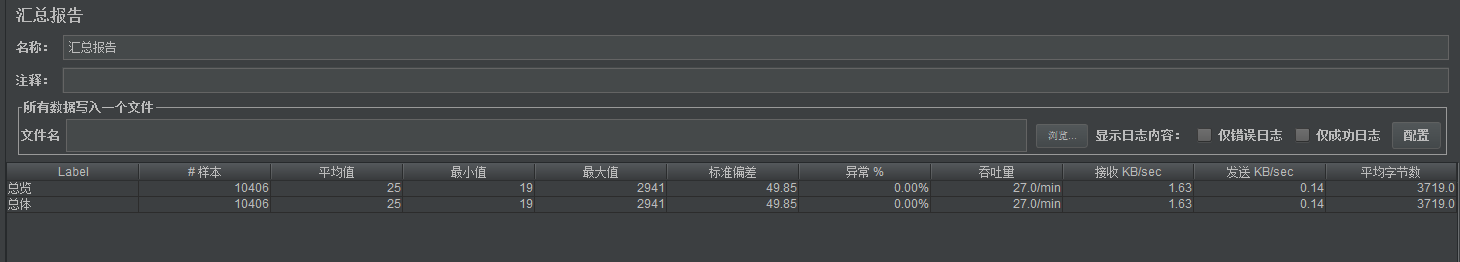 汇总报告
名称： 汇总报告
注释：
所有数据写入一个文件
文件名 浏览... 显示日志内容： 仅错误日志 仅成功日志 配置
Label # 样本 平均值 最小值 最大值 标准偏差 异常 % 吞吐量 接收 KB/sec 发送 KB/sec 平均字节数
总览 10406 25 19 2941 49.85 0.00% 27.0/min 1.63 0.14 3719.0
总体 10406 25 19 2941 49.85 0.00% 27.0/min 1.63 0.14 3719.0